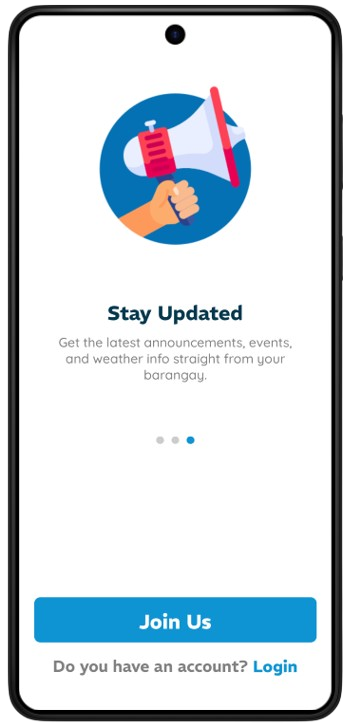 Stay Updated
Get the latest announcements, events,
and weather info straight from your
barangay.
Join Us
Do you have an account? Login